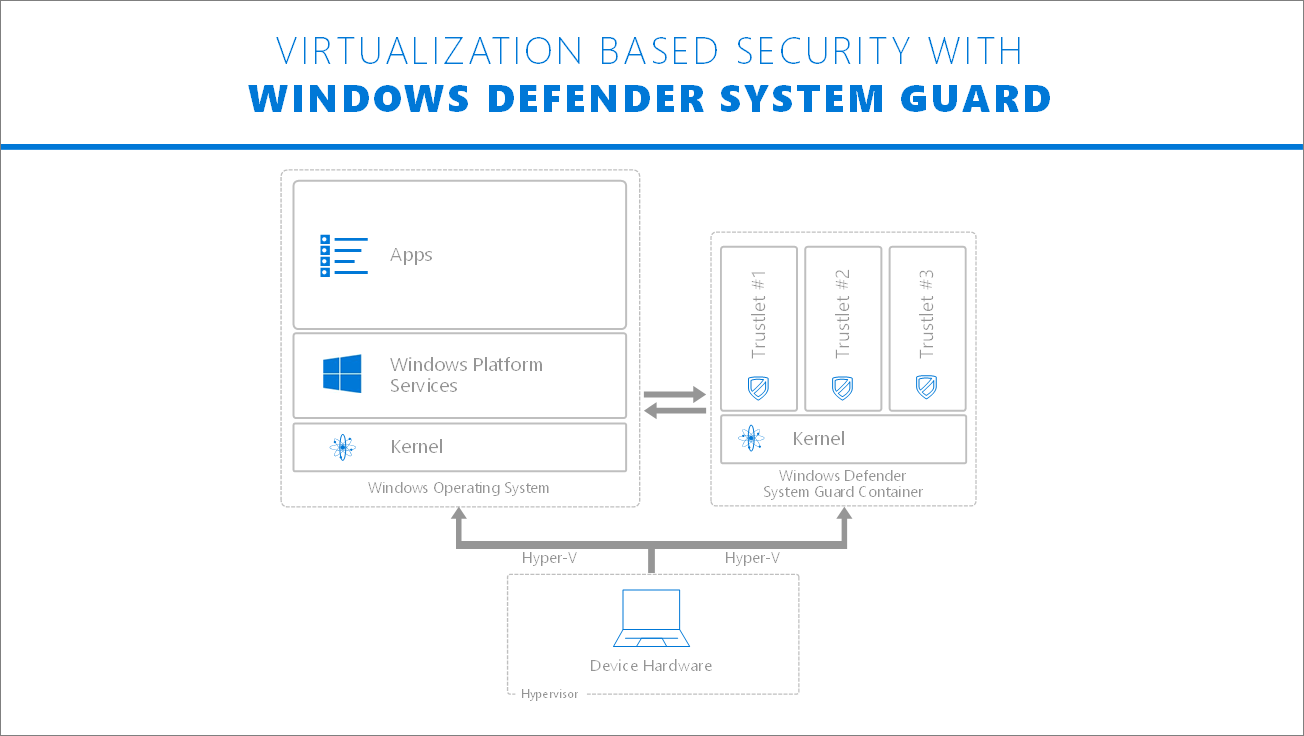 VIRTUALIZATION BASED SECURITY WITH
WINDOWS DEFENDER SYSTEM GUARD
Apps
Windows Platform
Services
Kernel
Windows Operating System
Trustlet #1
Trustlet #2
Trustlet #3
Kernel
Windows Defender
System Guard Container
Hyper-V
Hyper-V
Device Hardware
Hypervisor